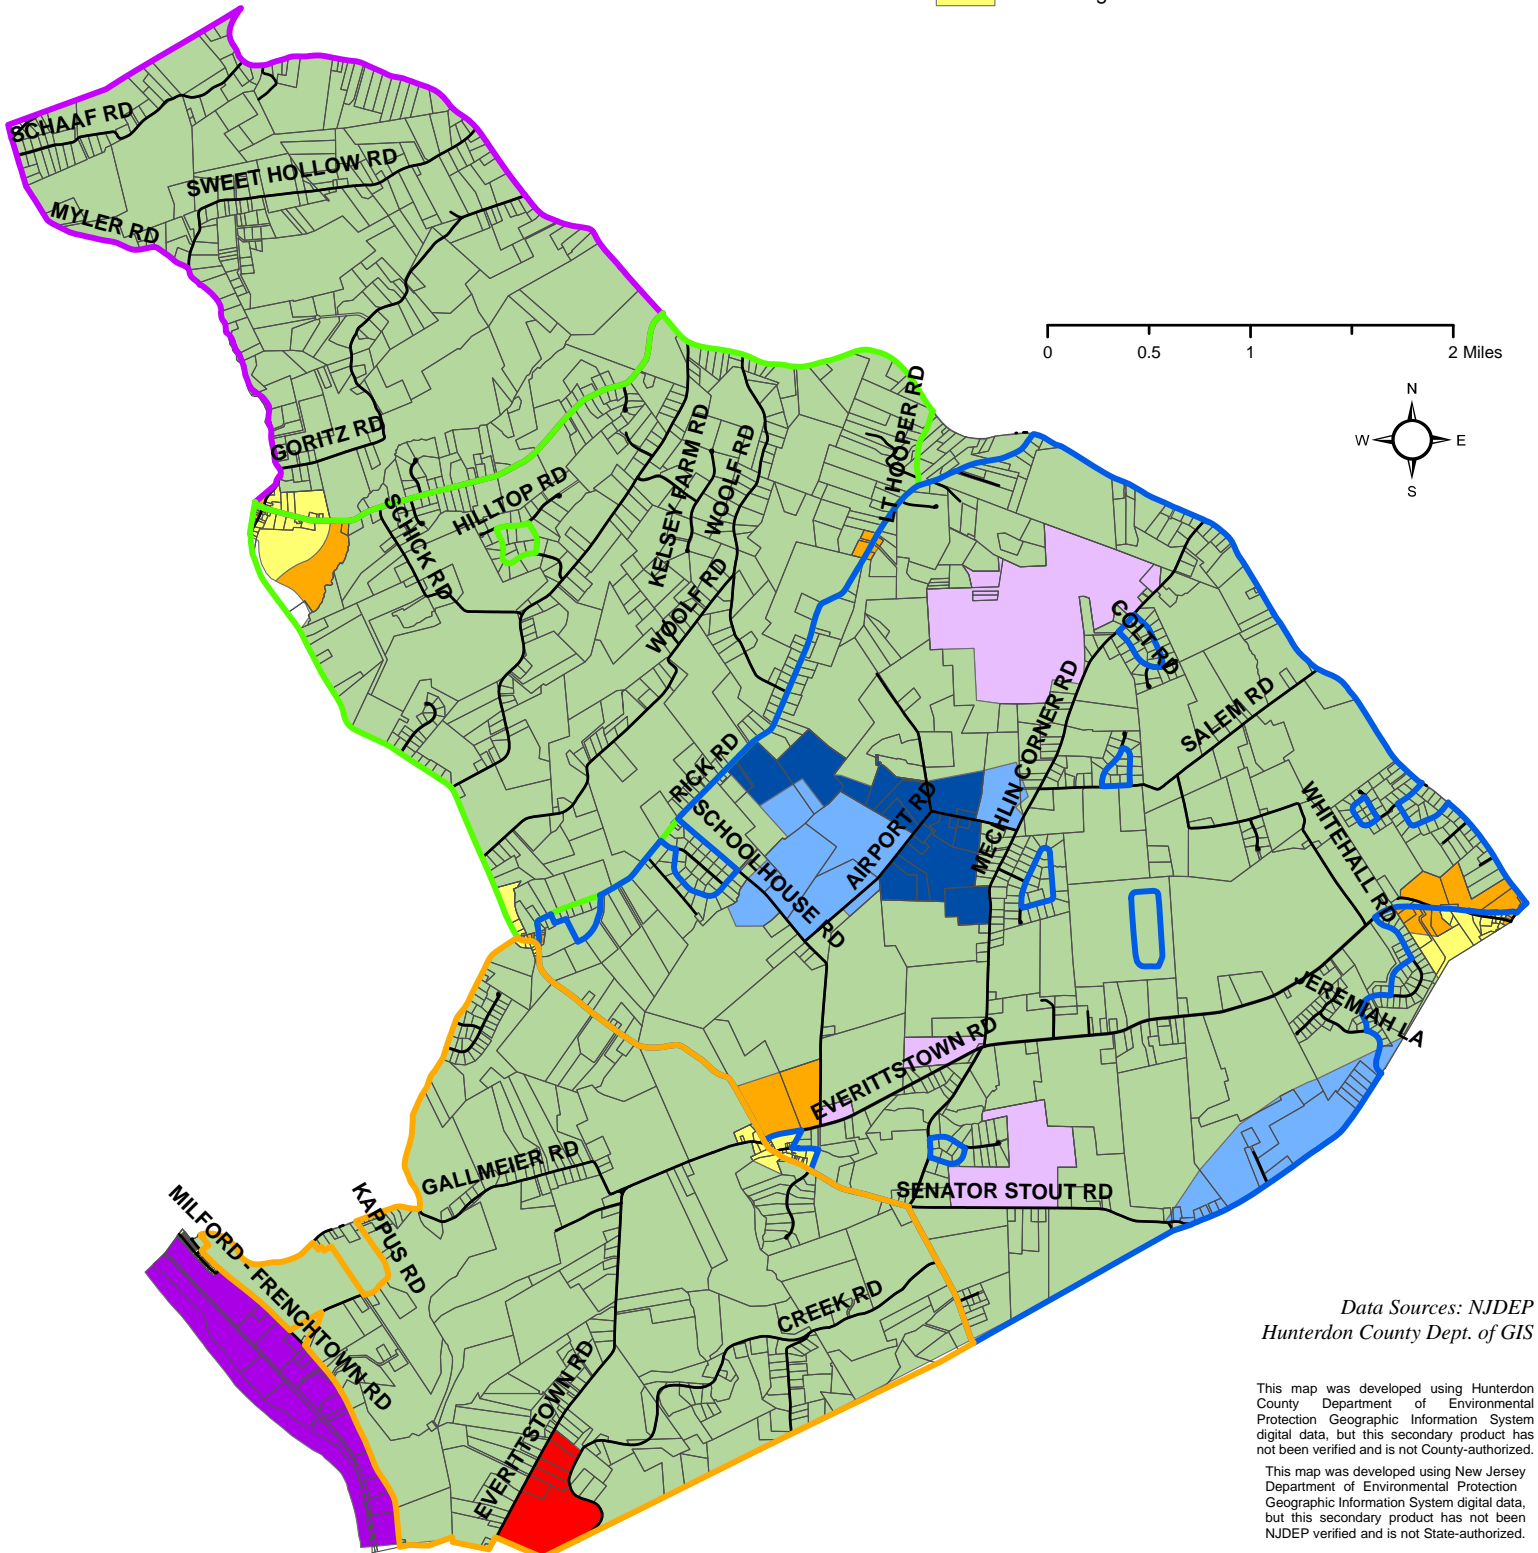 SCHAAF RD
SWEET HOLLOW RD
MYLER RD
0 0.5 1 2 Miles
N
W E
S
GORITZ RD
LT HOOPER RD
KELSEY FARM RD
WOOLF RD
HILLTOP RD
SCHICK RD
WOOLF RD
COLT RD
SALEM RD
MECHLIN CORNER RD
RICK RD
SCHOOLHOUSE RD
AIRPORT RD
WHITEHALL RD
JEREMIAH LA
EVERITTSTOWN RD
GALLMEIER RD
SENATOR STOUT RD
KAPPUS RD
MILFORD - FRENCHTOWN RD
CREEK RD
EVERITTSTOWN RD
Data Sources: NJDEP
Hunterdon County Dept. of GIS
This map was developed using Hunterdon
County Department of Environmental
Protection Geographic Information System
digital data, but this secondary product has
not been verified and is not County-authorized.
This map was developed using New Jersey
Department of Environmental Protection
Geographic Information System digital data,
but this secondary product has not been
NJDEP verified and is not State-authorized.